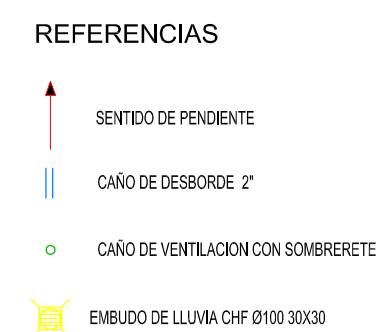 REFERENCIAS
SENTIDO DE PENDIENTE
CAÑO DE DESBORDE 2"
CAÑO DE VENTILACION CON SOMBRERETE
EMBUDO DE LLUVIA CHF Ø100 30X30